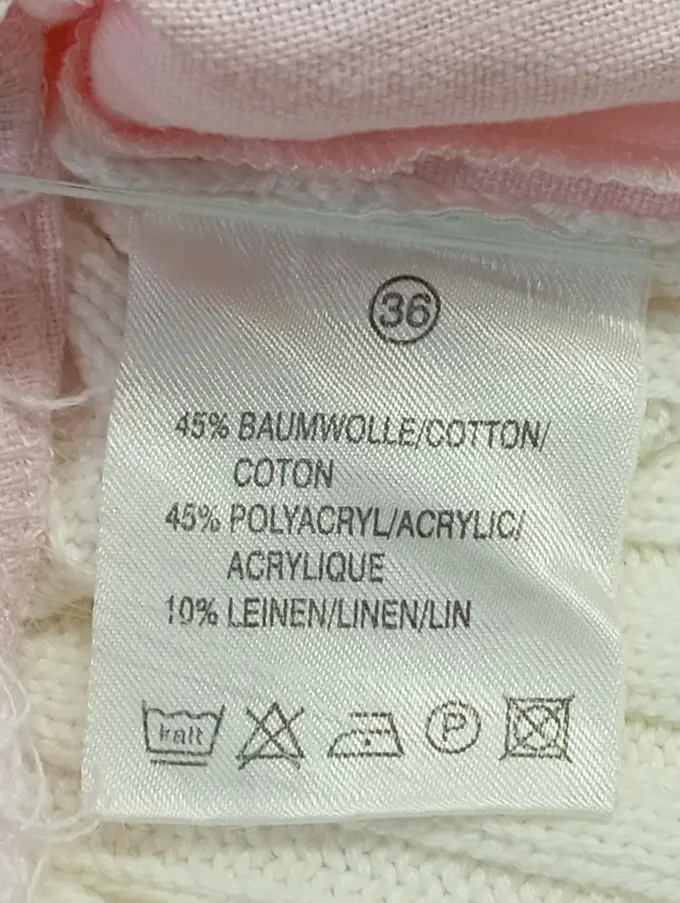 36
45% BAUMWOLLE/COTTON/
COTON
45% POLYACRYL/ACRYLIC/
ACRYLIQUE
10% LEINEN/LINEN/LIN
kalt P